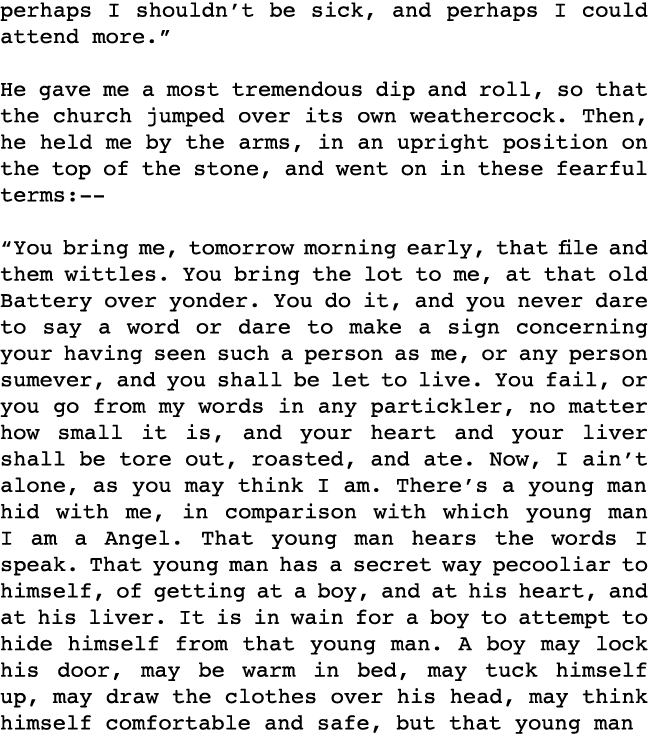 perhaps I shouldn’t be sick, and perhaps I could
attend more.”
He gave me a most tremendous dip and roll, so that
the church jumped over its own weathercock. Then,
he held me by the arms, in an upright position on
the top of the stone, and went on in these fearful
terms:--
“You bring me, tomorrow morning early, that file and
them wittles. You bring the lot to me, at that old
Battery over yonder. You do it, and you never dare
to say a word or dare to make a sign concerning
your having seen such a person as me, or any person
sumever, and you shall be let to live. You fail, or
you go from my words in any partickler, no matter
how small it is, and your heart and your liver
shall be tore out, roasted, and ate. Now, I ain’t
alone, as you may think I am. There’s a young man
hid with me, in comparison with which young man
I am a Angel. That young man hears the words I
speak. That young man has a secret way pecooliar to
himself, of getting at a boy, and at his heart, and
at his liver. It is in wain for a boy to attempt to
hide himself from that young man. A boy may lock
his door, may be warm in bed, may tuck himself
up, may draw the clothes over his head, may think
himself comfortable and safe, but that young man